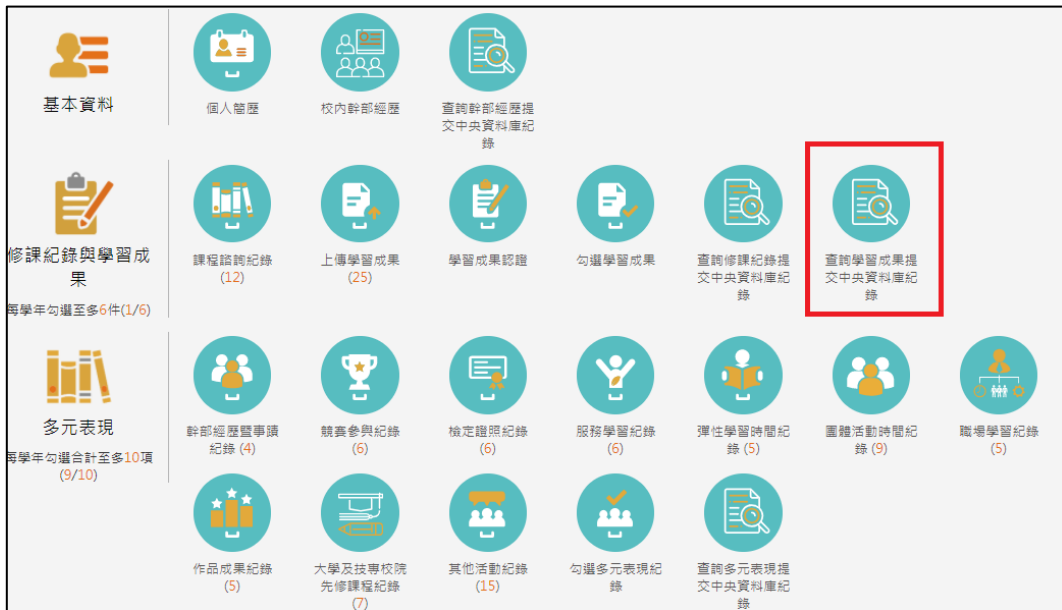 基本資料
個人簡歷
校內幹部經歷
查詢幹部經歷提
交中央資料庫紀
錄
修課紀錄與學習成
果
每學年勾選至多6件(1/6)
課程諮詢紀錄
(12)
上傳學習成果
(25)
學習成果認證
勾選學習成果
查詢修課紀錄提
交中央資料庫紀
錄
查詢學習成果提
交中央資料庫紀
錄
多元表現
每學年勾選合計至多10項
(9/10)
幹部經歷暨事蹟
紀錄 (4)
競賽參與紀錄
(6)
檢定證照紀錄
(6)
服務學習紀錄
(6)
彈性學習時間紀
錄 (5)
團體活動時間紀
錄 (9)
職場學習紀錄
(5)
作品成果紀錄
(5)
大學及技專校院
先修課程紀錄
(7)
其他活動紀錄
(15)
勾選多元表現紀
錄
查詢多元表現提
交中央資料庫紀
錄